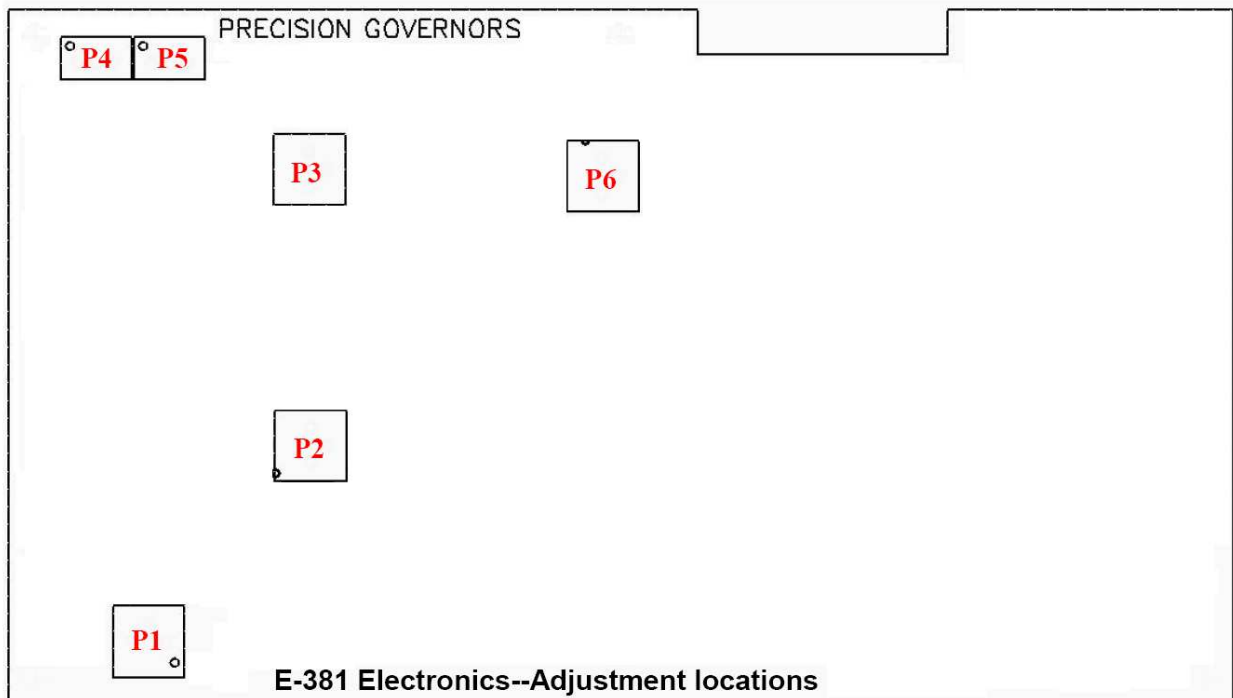 PRECISION GOVERNORS
P4 P5
P3
P6
P2
P1
E-381 Electronics--Adjustment locations